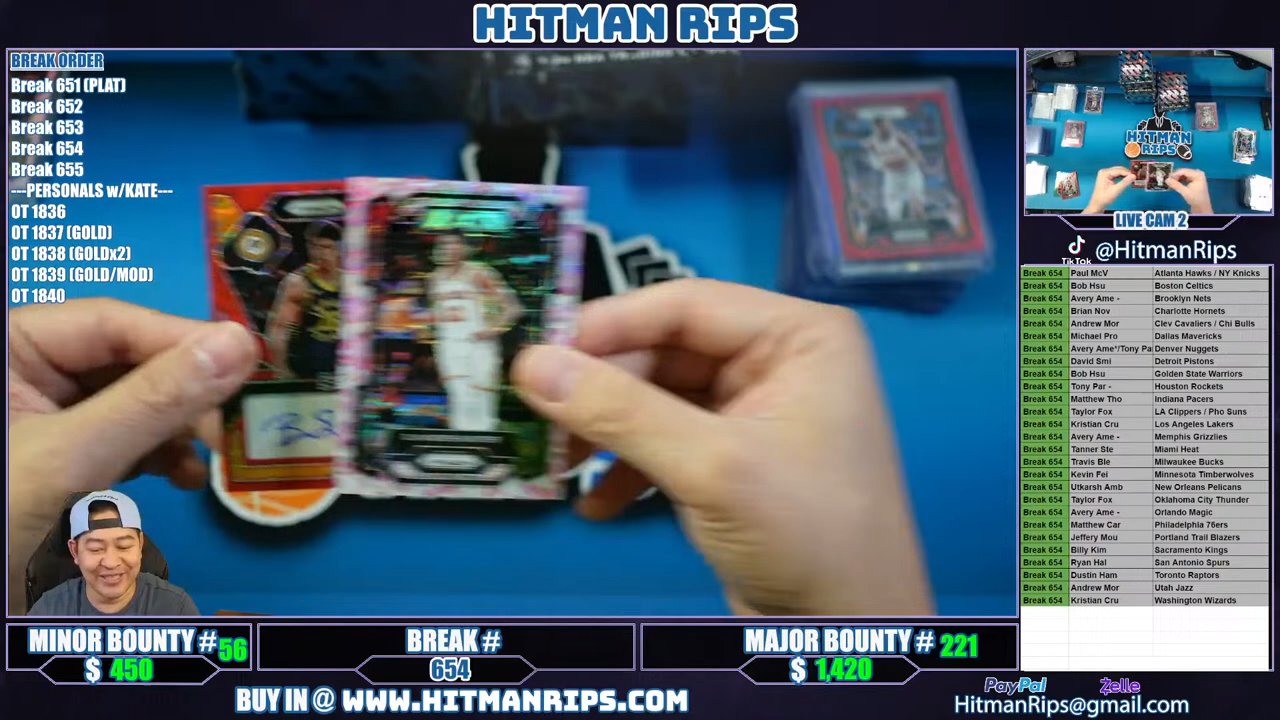 HITMAN RIPS
BREAK ORDER
Break 651 (PLAT)
Break 652
Break 653
Break 654
Break 655
---PERSONALS w/KATE---
OT 1836
OT 1837 (GOLD)
OT 1838 (GOLDx2)
OT 1839 (GOLD/MOD)
OT 1840
HITMAN
RIPS
LIVE CAM 2
TikTok
@HitmanRips
Break 654 Paul McV Atlanta Hawks / NY Knicks
Break 654 Bob Hsu Boston Celtics
Break 654 Avery Ame - Brooklyn Nets
Break 654 Brian Nov Charlotte Hornets
Break 654 Andrew Mor Clev Cavaliers / Chi Bulls
Break 654 Michael Pro Dallas Mavericks
Break 654 Avery Ame*/Tony Pa Denver Nuggets
Break 654 David Smi Detroit Pistons
Break 654 Bob Hsu Golden State Warriors
Break 654 Tony Par - Houston Rockets
Break 654 Matthew Tho Indiana Pacers
Break 654 Taylor Fox LA Clippers / Pho Suns
Break 654 Kristian Cru Los Angeles Lakers
Break 654 Avery Ame - Memphis Grizzlies
Break 654 Tanner Ste Miami Heat
Break 654 Travis Ble Milwaukee Bucks
Break 654 Kevin Fei Minnesota Timberwolves
Break 654 Utkarsh Amb New Orleans Pelicans
Break 654 Taylor Fox Oklahoma City Thunder
Break 654 Avery Ame - Orlando Magic
Break 654 Matthew Car Philadelphia 76ers
Break 654 Jeffery Mou Portland Trail Blazers
Break 654 Billy Kim Sacramento Kings
Break 654 Ryan Hal San Antonio Spurs
Break 654 Dustin Ham Toronto Raptors
Break 654 Andrew Mor Utah Jazz
Break 654 Kristian Cru Washington Wizards
MINOR BOUNTY # 56
$ 450
BREAK #
654
MAJOR BOUNTY # 221
$ 1,420
BUY IN @ WWW.HITMANRIPS.COM
PayPal Zelle
HitmanRips@gmail.com